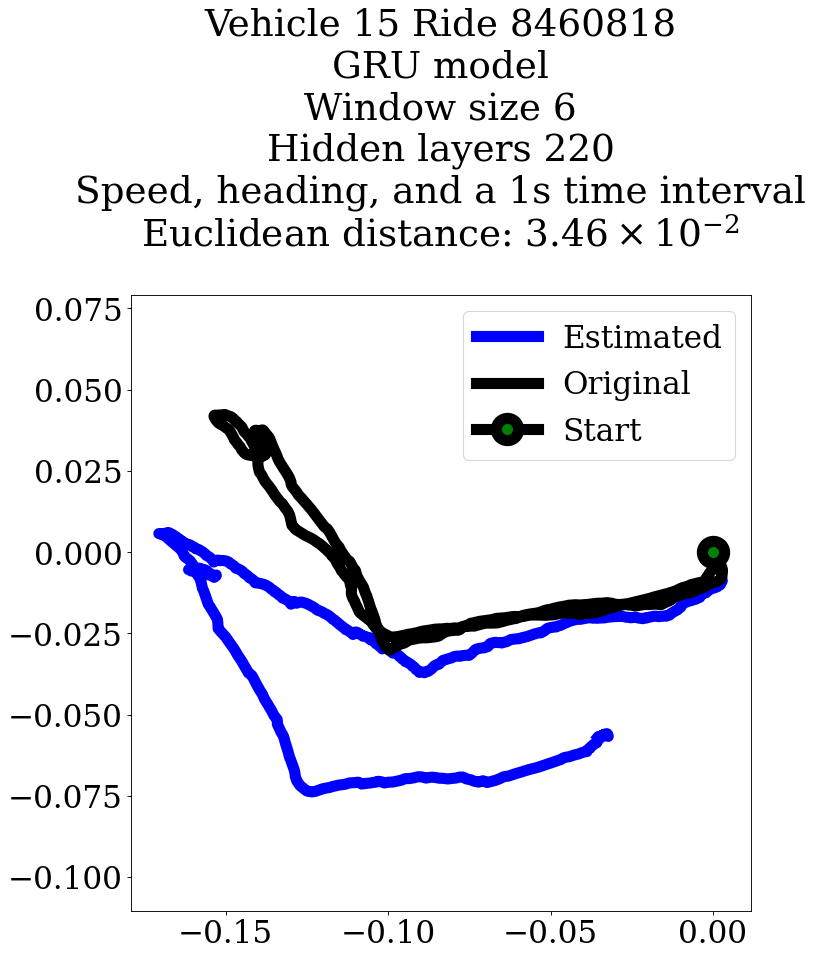 Vehicle 15 Ride 8460818
GRU model
Window size 6
Hidden layers 220
Speed, heading, and a 1s time interval
Euclidean distance: 3.46 × 10⁻²
Estimated
Original
Start
0.075
0.050
0.025
0.000
−0.025
−0.050
−0.075
−0.100
−0.15
−0.10
−0.05
0.00